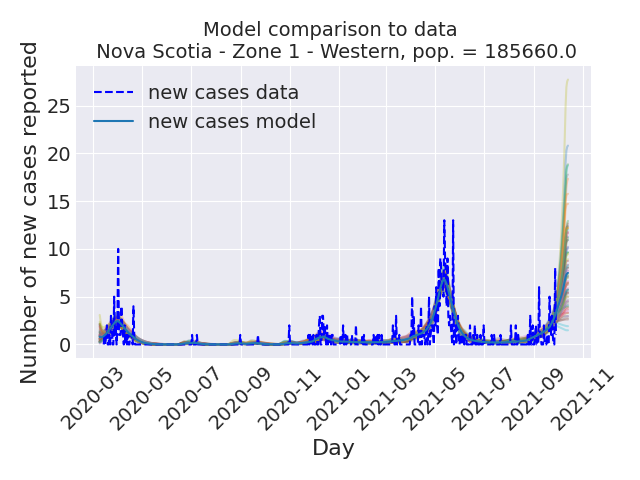 Model comparison to data
Nova Scotia - Zone 1 - Western, pop. = 185660.0
Number of new cases reported
25
20
15
10
5
0
new cases data
new cases model
2020-03
2020-05
2020-07
2020-09
2020-11
2021-01
2021-03
2021-05
2021-07
2021-09
2021-11
Day